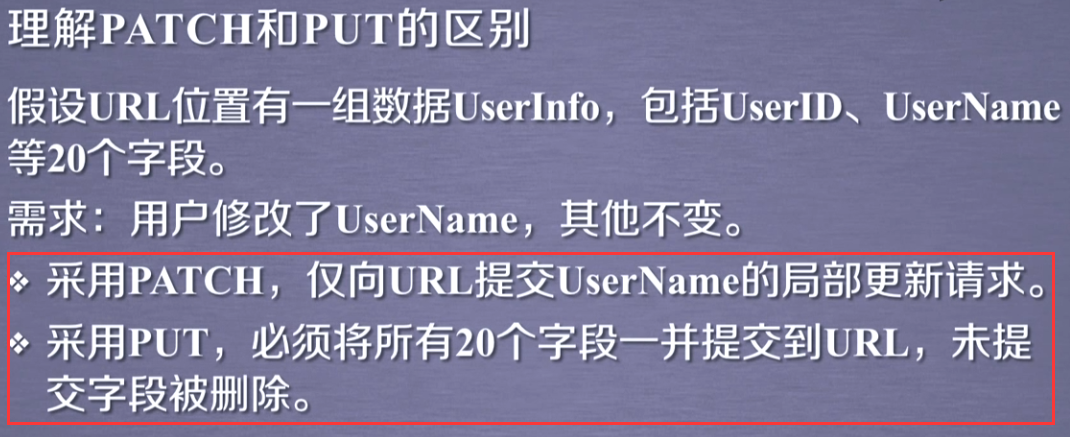 理解PATCH和PUT的区别
假设URL位置有一组数据UserInfo，包括UserID、UserName
等20个字段。
需求：用户修改了UserName，其他不变。
❖ 采用PATCH，仅向URL提交UserName的局部更新请求。
❖ 采用PUT，必须将所有20个字段一并提交到URL，未提
交字段被删除。